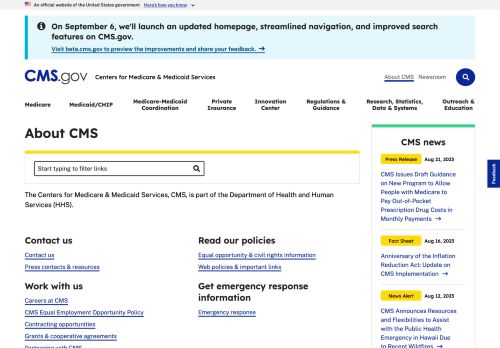 An official website of the United States government Here's how you know
On September 6, we'll launch an updated homepage, streamlined navigation, and improved search
features on CMS.gov.
Visit beta.cms.gov to preview the improvements and share your feedback. →
CMS.gov Centers for Medicare & Medicaid Services
About CMS Newsroom
Medicare Medicaid/CHIP Medicare-Medicaid Coordination Private Insurance Innovation Center Regulations & Guidance Research, Statistics, Data & Systems Outreach & Education
About CMS
Start typing to filter links
The Centers for Medicare & Medicaid Services, CMS, is part of the Department of Health and Human
Services (HHS).
Contact us
Contact us
Press contacts & resources
Read our policies
Equal opportunity & civil rights information
Web policies & important links
Work with us
Careers at CMS
CMS Equal Employment Opportunity Policy
Contracting opportunities
Grants & cooperative agreements
Partnering with CMS
Get emergency response
information
Emergency response
CMS news
Press Release Aug 21, 2023
CMS Issues Draft Guidance
on New Program to Allow
People with Medicare to
Pay Out-of-Pocket
Prescription Drug Costs in
Monthly Payments →
Fact Sheet Aug 16, 2023
Anniversary of the Inflation
Reduction Act: Update on
CMS Implementation →
News Alert Aug 12, 2023
CMS Announces Resources
and Flexibilities to Assist
with the Public Health
Emergency in Hawaii Due
to Recent Wildfires →
Feedback